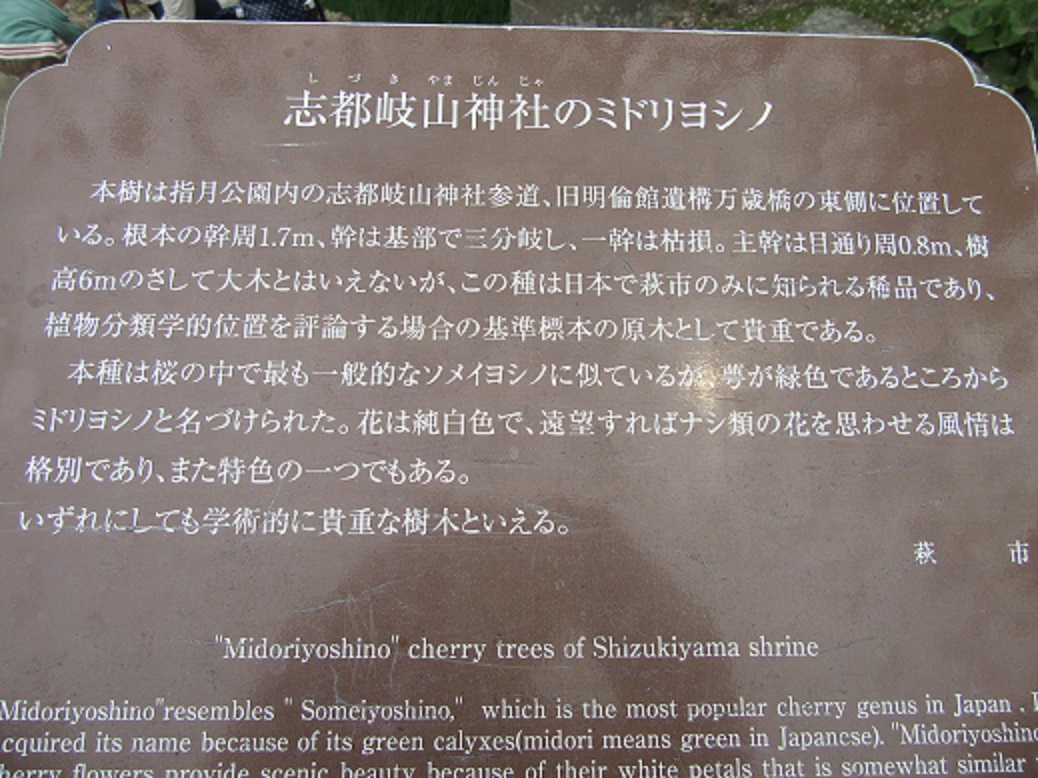 しづきやまじんじゃ
志都岐山神社のミドリヨシノ
本樹は指月公園内の志都岐山神社参道、旧明倫館遺構万歳橋の東側に位置して
いる。根本の幹周1.7m、幹は基部で三分岐し、一幹は枯損。主幹は目通り周0.8m、樹
高6mのさして大木とはいえないが、この種は日本で萩市のみに知られる稀品であり、
植物分類学的位置を評論する場合の基準標本の原木として貴重である。
本種は桜の中で最も一般的なソメイヨシノに似ているが、萼が緑色であるところから
ミドリヨシノと名づけられた。花は純白色で、遠望すればナシ類の花を思わせる風情は
格別であり、また特色の一つでもある。
いずれにしても学術的に貴重な樹木といえる。
萩 市
"Midoriyoshino" cherry trees of Shizukiyama shrine
Midoriyoshino"resembles " Someiyoshino," which is the most popular cherry genus in Japan .
cquired its name because of its green calyxes(midori means green in Japanese). "Midoriyoshino
herry flowers provide scenic beauty because of their white petals that is somewhat similar